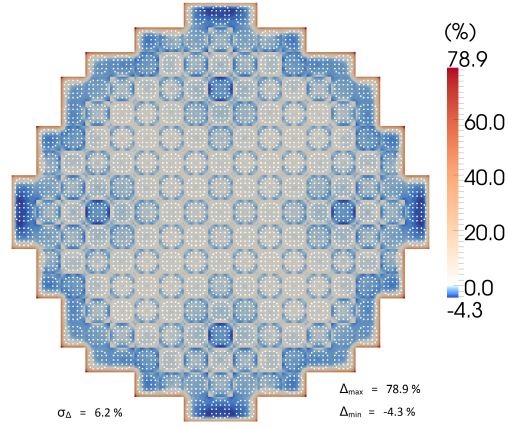 (%)
78.9
60.0
40.0
20.0
0.0
-4.3
Δmax = 78.9 %
σΔ = 6.2 %
Δmin = -4.3 %